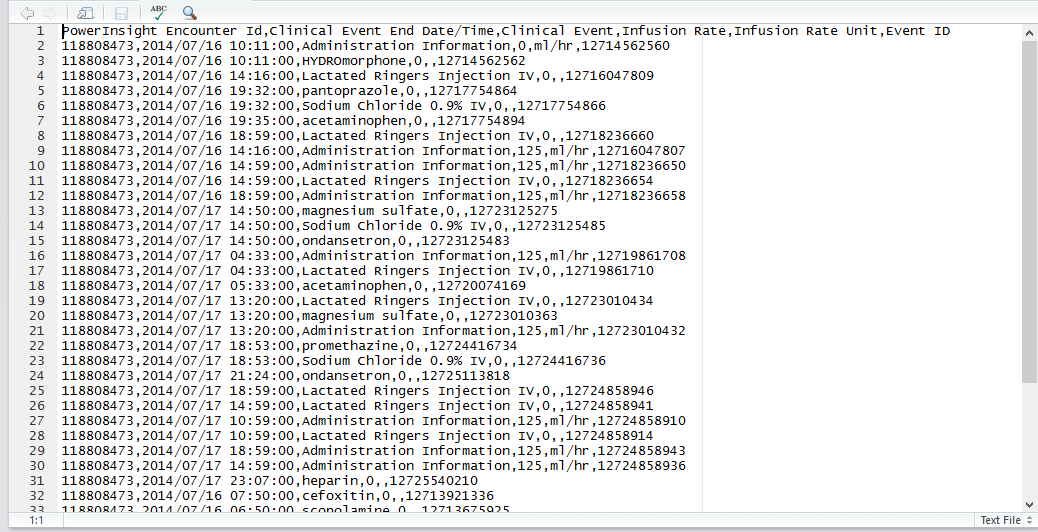 ABC
1 PowerInsight Encounter Id,Clinical Event End Date/Time,Clinical Event,Infusion Rate,Infusion Rate Unit,Event ID
2 118808473,2014/07/16 10:11:00,Administration Information,0,ml/hr,12714562560
3 118808473,2014/07/16 10:11:00,HYDROmorphone,0,,12714562562
4 118808473,2014/07/16 14:16:00,Lactated Ringers Injection IV,0,,12716047809
5 118808473,2014/07/16 19:32:00,pantoprazole,0,,12717754864
6 118808473,2014/07/16 19:32:00,Sodium Chloride 0.9% IV,0,,12717754866
7 118808473,2014/07/16 19:35:00,acetaminophen,0,,12717754894
8 118808473,2014/07/16 18:59:00,Lactated Ringers Injection IV,0,,12718236660
9 118808473,2014/07/16 14:16:00,Administration Information,125,ml/hr,12716047807
10 118808473,2014/07/16 14:59:00,Administration Information,125,ml/hr,12718236650
11 118808473,2014/07/16 14:59:00,Lactated Ringers Injection IV,0,,12718236654
12 118808473,2014/07/16 18:59:00,Administration Information,125,ml/hr,12718236658
13 118808473,2014/07/17 14:50:00,magnesium sulfate,0,,12723125275
14 118808473,2014/07/17 14:50:00,Sodium Chloride 0.9% IV,0,,12723125485
15 118808473,2014/07/17 14:50:00,ondansetron,0,,12723125483
16 118808473,2014/07/17 04:33:00,Administration Information,125,ml/hr,12719861708
17 118808473,2014/07/17 04:33:00,Lactated Ringers Injection IV,0,,12719861710
18 118808473,2014/07/17 05:33:00,acetaminophen,0,,12720074169
19 118808473,2014/07/17 13:20:00,Lactated Ringers Injection IV,0,,12723010434
20 118808473,2014/07/17 13:20:00,magnesium sulfate,0,,12723010363
21 118808473,2014/07/17 13:20:00,Administration Information,125,ml/hr,12723010432
22 118808473,2014/07/17 18:53:00,promethazine,0,,12724416734
23 118808473,2014/07/17 18:53:00,Sodium Chloride 0.9% IV,0,,12724416736
24 118808473,2014/07/17 21:24:00,ondansetron,0,,12725113818
25 118808473,2014/07/17 18:59:00,Lactated Ringers Injection IV,0,,12724858946
26 118808473,2014/07/17 14:59:00,Lactated Ringers Injection IV,0,,12724858941
27 118808473,2014/07/17 10:59:00,Administration Information,125,ml/hr,12724858910
28 118808473,2014/07/17 10:59:00,Lactated Ringers Injection IV,0,,12724858914
29 118808473,2014/07/17 18:59:00,Administration Information,125,ml/hr,12724858943
30 118808473,2014/07/17 14:59:00,Administration Information,125,ml/hr,12724858936
31 118808473,2014/07/17 23:07:00,heparin,0,,12725540210
32 118808473,2014/07/16 07:50:00,cefoxitin,0,,12713921336
33 118808473,2014/07/16 06:50:00,scopolamine,0,,12713675925
1:1 Text File